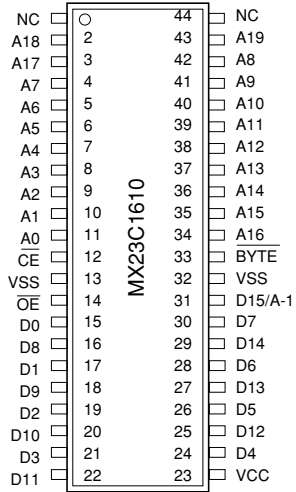 NC 44 NC
A18 2 43 A19
A17 3 42 A8
A7 4 41 A9
A6 5 40 A10
A5 6 39 A11
A4 7 38 A12
A3 8 37 A13
A2 9 36 A14
A1 10 35 A15
A0 11 34 A16
CE 12 33 BYTE
VSS 13 32 VSS
OE 14 31 D15/A-1
D0 15 30 D7
D8 16 29 D14
D1 17 28 D6
D9 18 27 D13
D2 19 26 D5
D10 20 25 D12
D3 21 24 D4
D11 22 23 VCC
MX23C1610